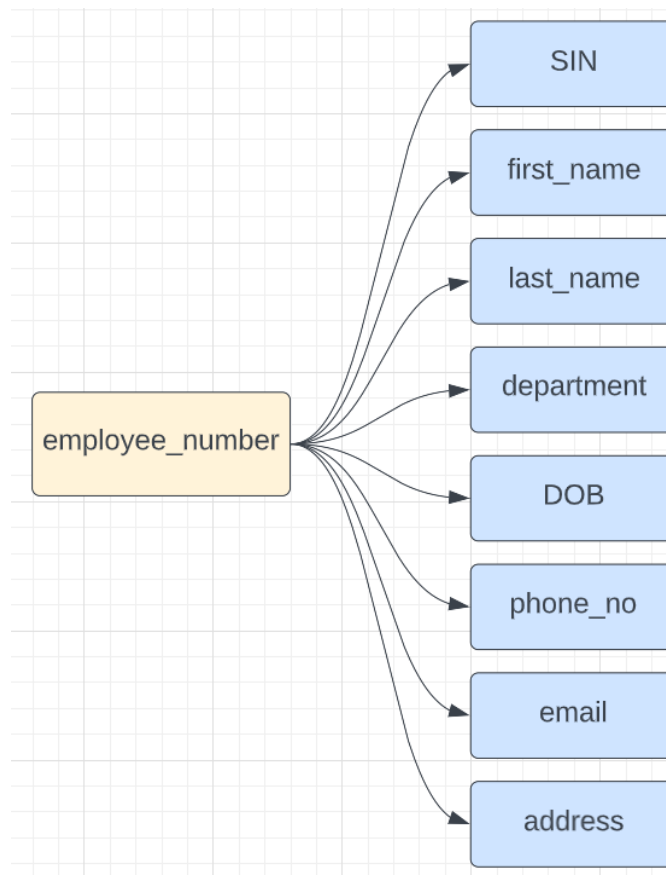 SIN
first_name
last_name
department
employee_number
DOB
phone_no
email
address